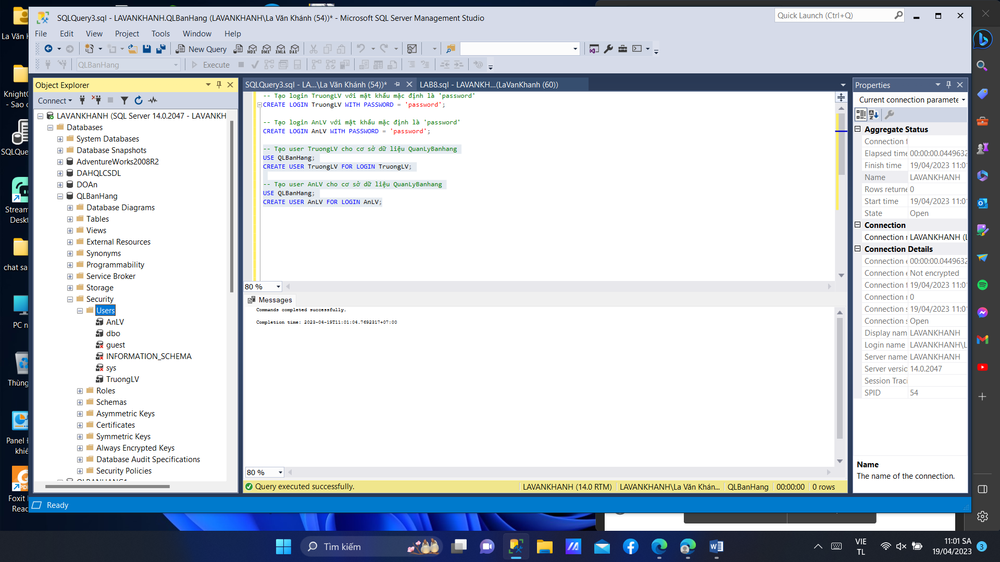 La Văn K
SQLQuery3.sql - LAVANKHANH.QLBanHang (LAVANKHANH\La Văn Khánh (54))* - Microsoft SQL Server Management Studio
Quick Launch (Ctrl+Q)
File Edit View Project Tools Window Help
New Query
MDX DMX XMLA DAX
QLBanHang
Execute
Object Explorer
Connect
LAVANKHANH (SQL Server 14.0.2047 - LAVANKH
Databases
System Databases
Database Snapshots
AdventureWorks2008R2
DAHQLCSDL
DOAn
QLBanHang
Database Diagrams
Tables
Views
External Resources
Synonyms
Programmability
Service Broker
Storage
Security
Users
AnLV
dbo
guest
INFORMATION_SCHEMA
sys
TruongLV
Roles
Schemas
Asymmetric Keys
Certificates
Symmetric Keys
Always Encrypted Keys
Database Audit Specifications
Security Policies
SQLQuery3.sql - LA...\La Văn Khánh (54))*
LAB8.sql - LAVANKH...(LaVanKhanh (60))
-- Tạo login TruongLV với mật khẩu mặc định là 'password'
CREATE LOGIN TruongLV WITH PASSWORD = 'password';
-- Tạo login AnLV với mật khẩu mặc định là 'password'
CREATE LOGIN AnLV WITH PASSWORD = 'password';
-- Tạo user TruongLV cho cơ sở dữ liệu QuanLyBanhang
USE QLBanHang;
CREATE USER TruongLV FOR LOGIN TruongLV;
-- Tạo user AnLV cho cơ sở dữ liệu QuanLyBanhang
USE QLBanHang;
CREATE USER AnLV FOR LOGIN AnLV;
80 %
Messages
Commands completed successfully.
Completion time: 2023-04-19T11:01:04.7692317+07:00
80 %
Query executed successfully.
LAVANKHANH (14.0 RTM) LAVANKHANH\La Văn Khán... QLBanHang 00:00:00 0 rows
Properties
Current connection paramete
Aggregate Status
Connection f
Elapsed time 00:00:00.0449632
Finish time 19/04/2023 11:01
Name LAVANKHANH
Rows returne 0
Start time 19/04/2023 11:01
State Open
Connection
Connection r LAVANKHANH (L
Connection Details
Connection e 00:00:00.0449632
Connection e Not encrypted
Connection f 19/04/2023 11:01
Connection r 0
Connection s 19/04/2023 11:01
Connection s Open
Display nam LAVANKHANH
Login name LAVANKHANH\L
Server name LAVANKHANH
Server versic 14.0.2047
Session Traci
SPID 54
Name
The name of the connection.
Ready
KnightO
- Sao c
SQLQue
Stream
Deskt
chat sa
PC n
Thùng
Panel Đ
khiể
Foxit
Reac
Tìm kiếm
VIE
TL
11:01 SA
19/04/2023
3